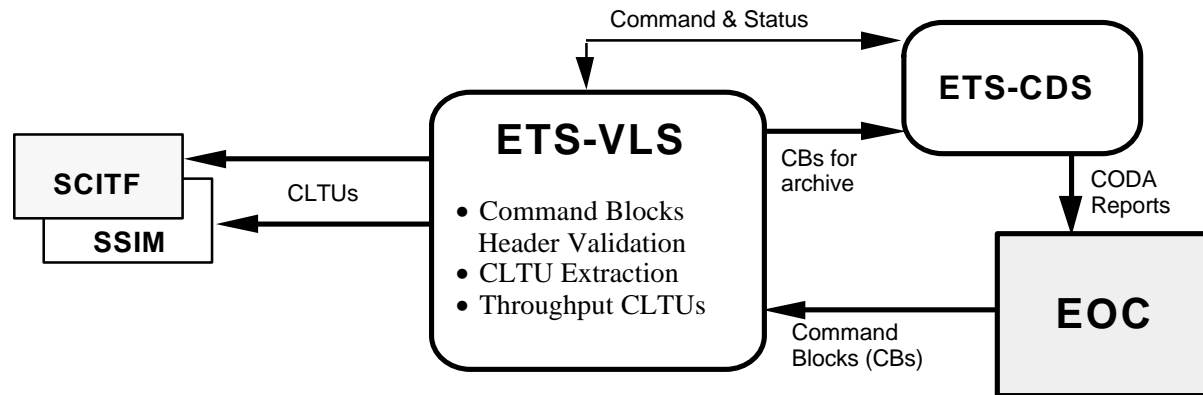 Command & Status
ETS-CDS
ETS-VLS
CBs for
archive
SCITF
CLTUs
CODA
Reports
SSIM
• Command Blocks
Header Validation
• CLTU Extraction
• Throughput CLTUs
EOC
Command
Blocks (CBs)